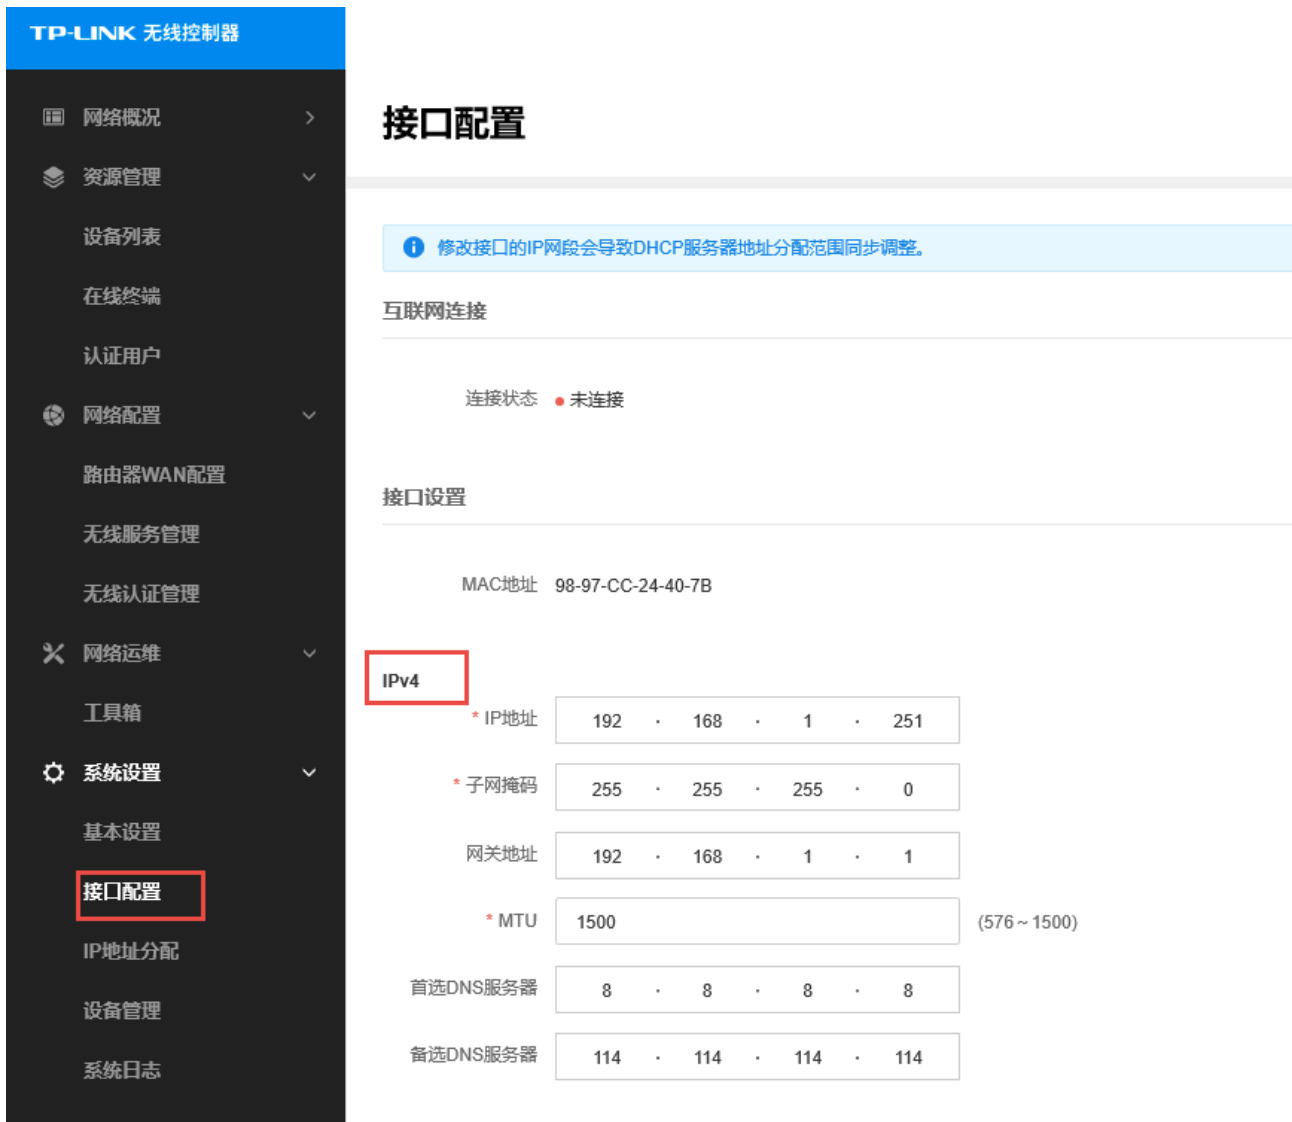 TP-LINK 无线控制器
网络概况
资源管理
设备列表
在线终端
认证用户
网络配置
路由器WAN配置
无线服务管理
无线认证管理
网络运维
工具箱
系统设置
基本设置
接口配置
IP地址分配
设备管理
系统日志
接口配置
修改接口的IP网段会导致DHCP服务器地址分配范围同步调整。
互联网连接
连接状态 未连接
接口设置
MAC地址 98-97-CC-24-40-7B
IPv4
* IP地址 192 . 168 . 1 . 251
* 子网掩码 255 . 255 . 255 . 0
网关地址 192 . 168 . 1 . 1
* MTU 1500 (576~1500)
首选DNS服务器 8 . 8 . 8 . 8
备选DNS服务器 114 . 114 . 114 . 114